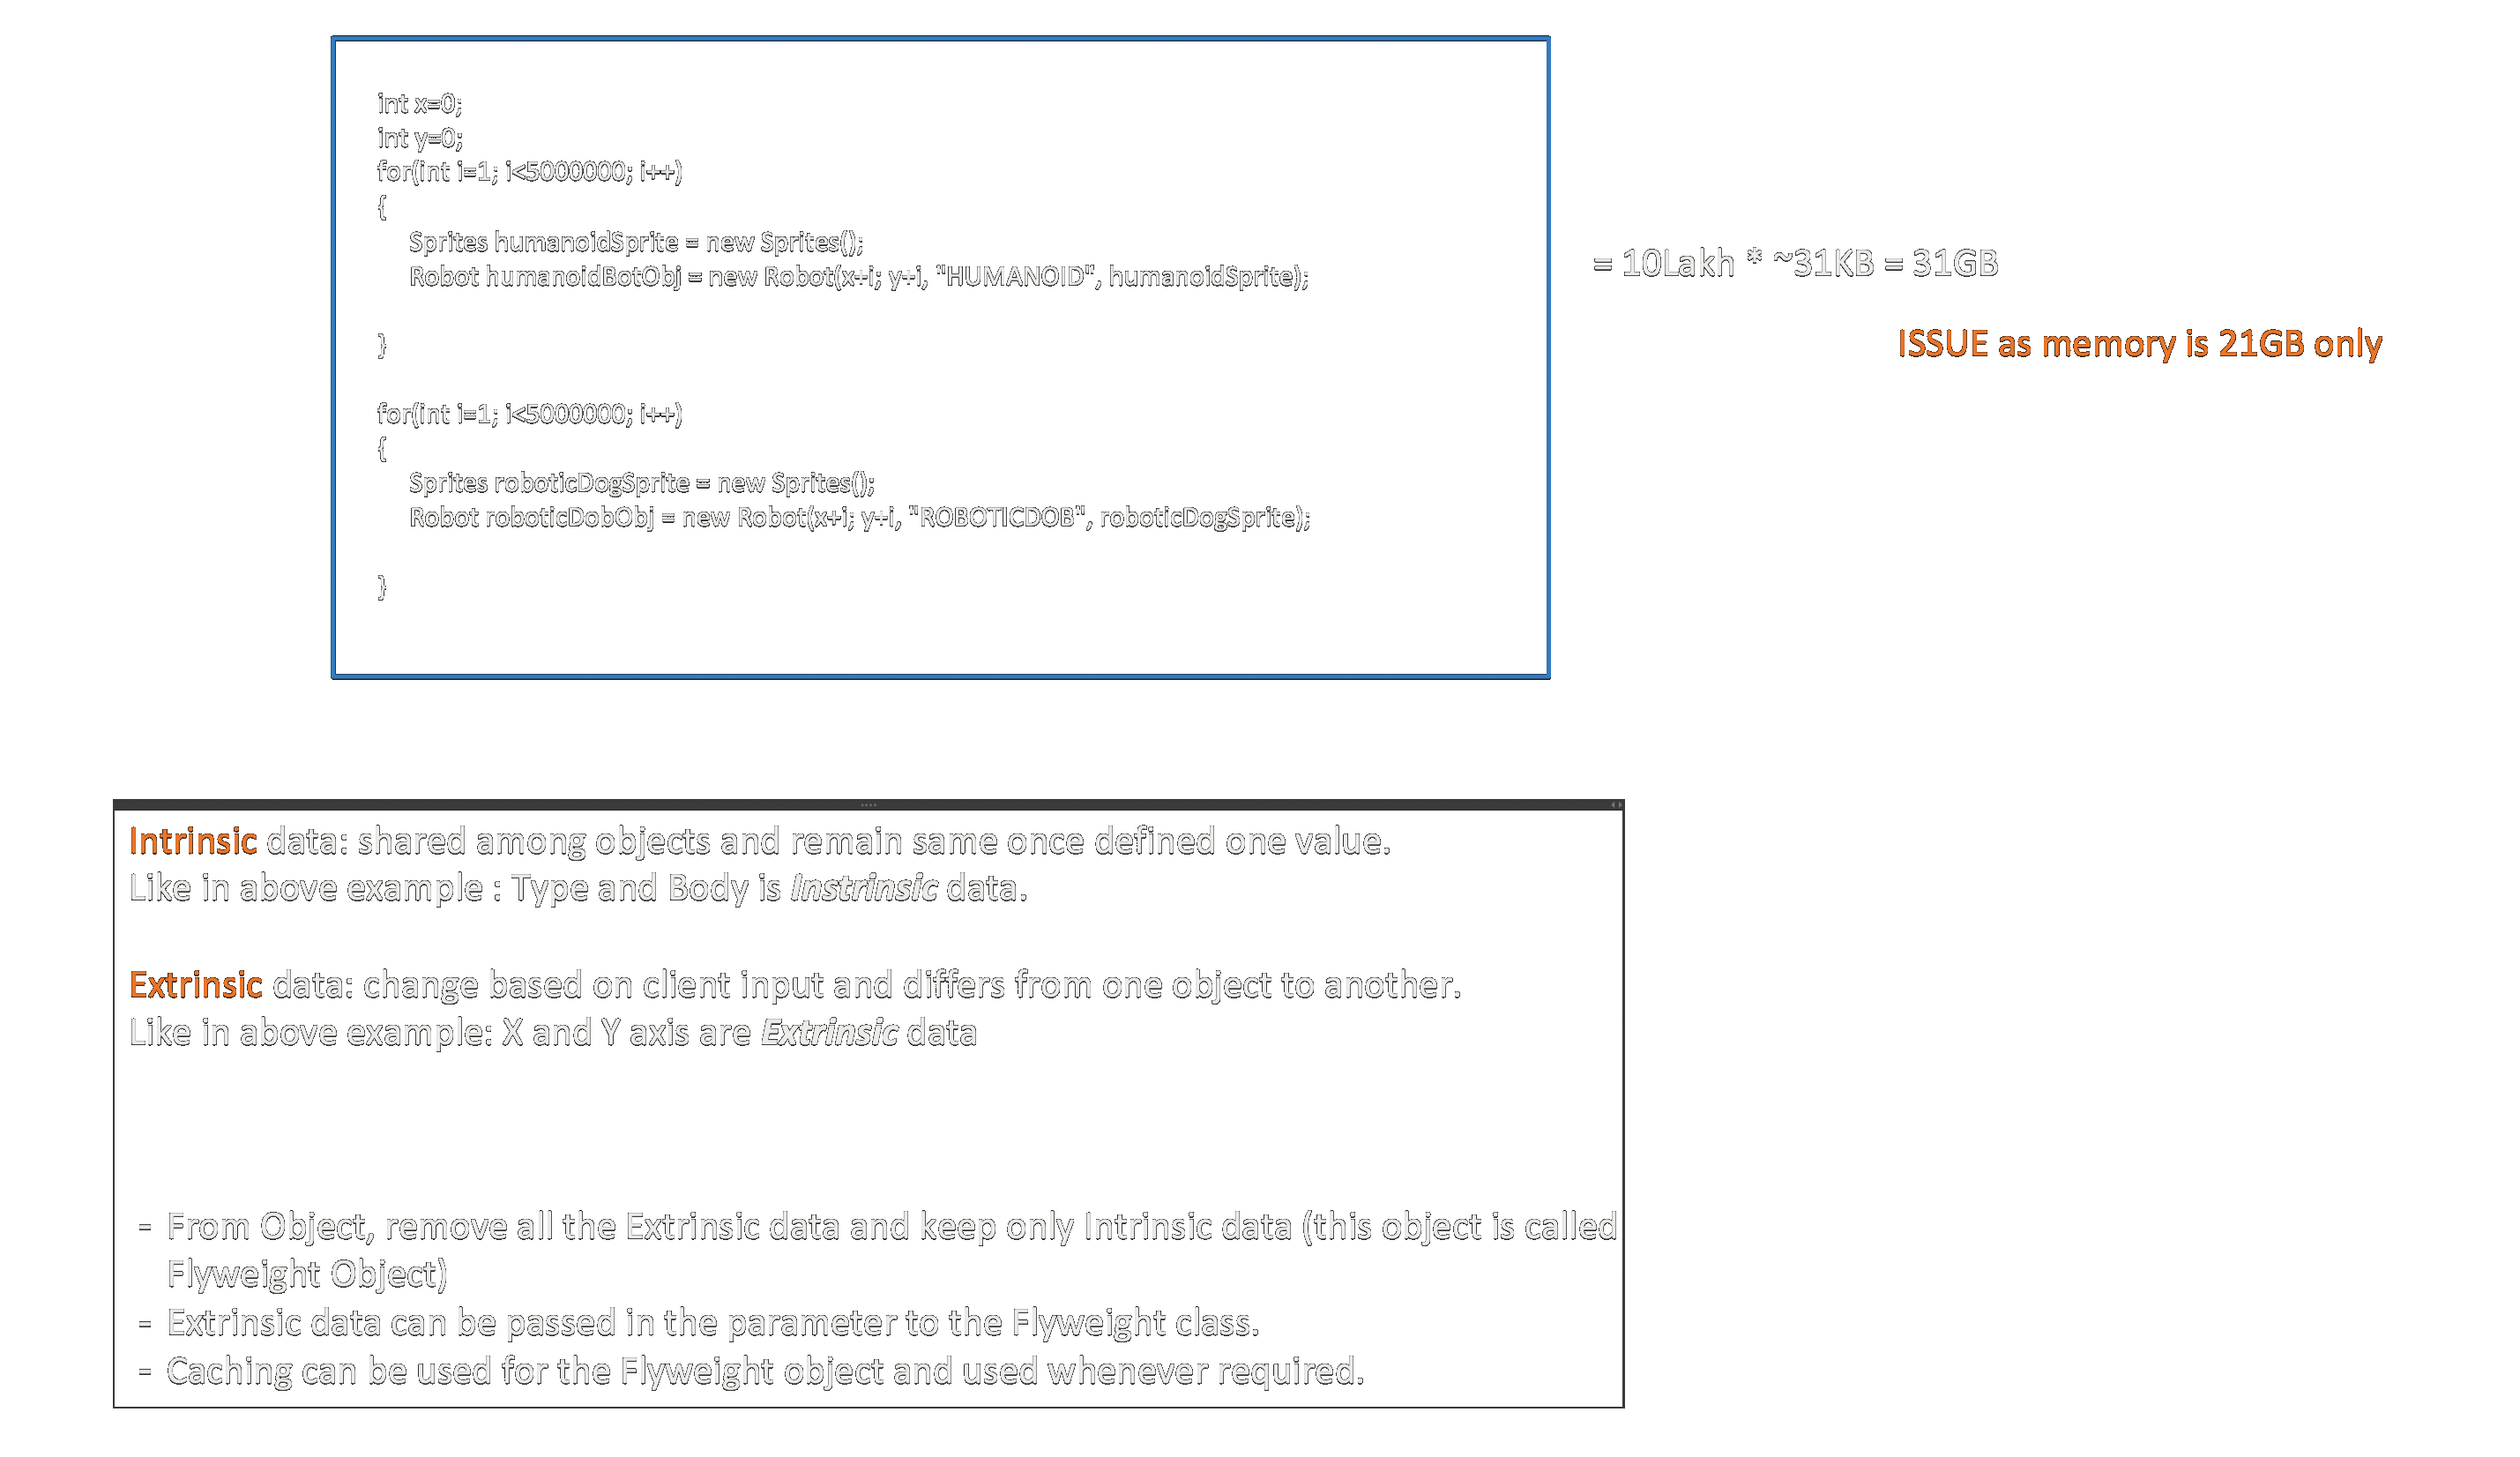 int x=0;
int y=0;
for(int i=1; i<5000000; i++)
{
Sprites humanoidSprite = new Sprites();
Robot humanoidBotObj = new Robot(x+i; y+i, "HUMANOID", humanoidSprite);
}
for(int i=1; i<5000000; i++)
{
Sprites roboticDogSprite = new Sprites();
Robot roboticDobObj = new Robot(x+i; y+i, "ROBOTICDOB", roboticDogSprite);
}
= 10Lakh * ~31KB = 31GB
ISSUE as memory is 21GB only
Intrinsic data: shared among objects and remain same once defined one value.
Like in above example : Type and Body is Instrinsic data.
Extrinsic data: change based on client input and differs from one object to another.
Like in above example: X and Y axis are Extrinsic data
- From Object, remove all the Extrinsic data and keep only Intrinsic data (this object is called
Flyweight Object)
- Extrinsic data can be passed in the parameter to the Flyweight class.
- Caching can be used for the Flyweight object and used whenever required.